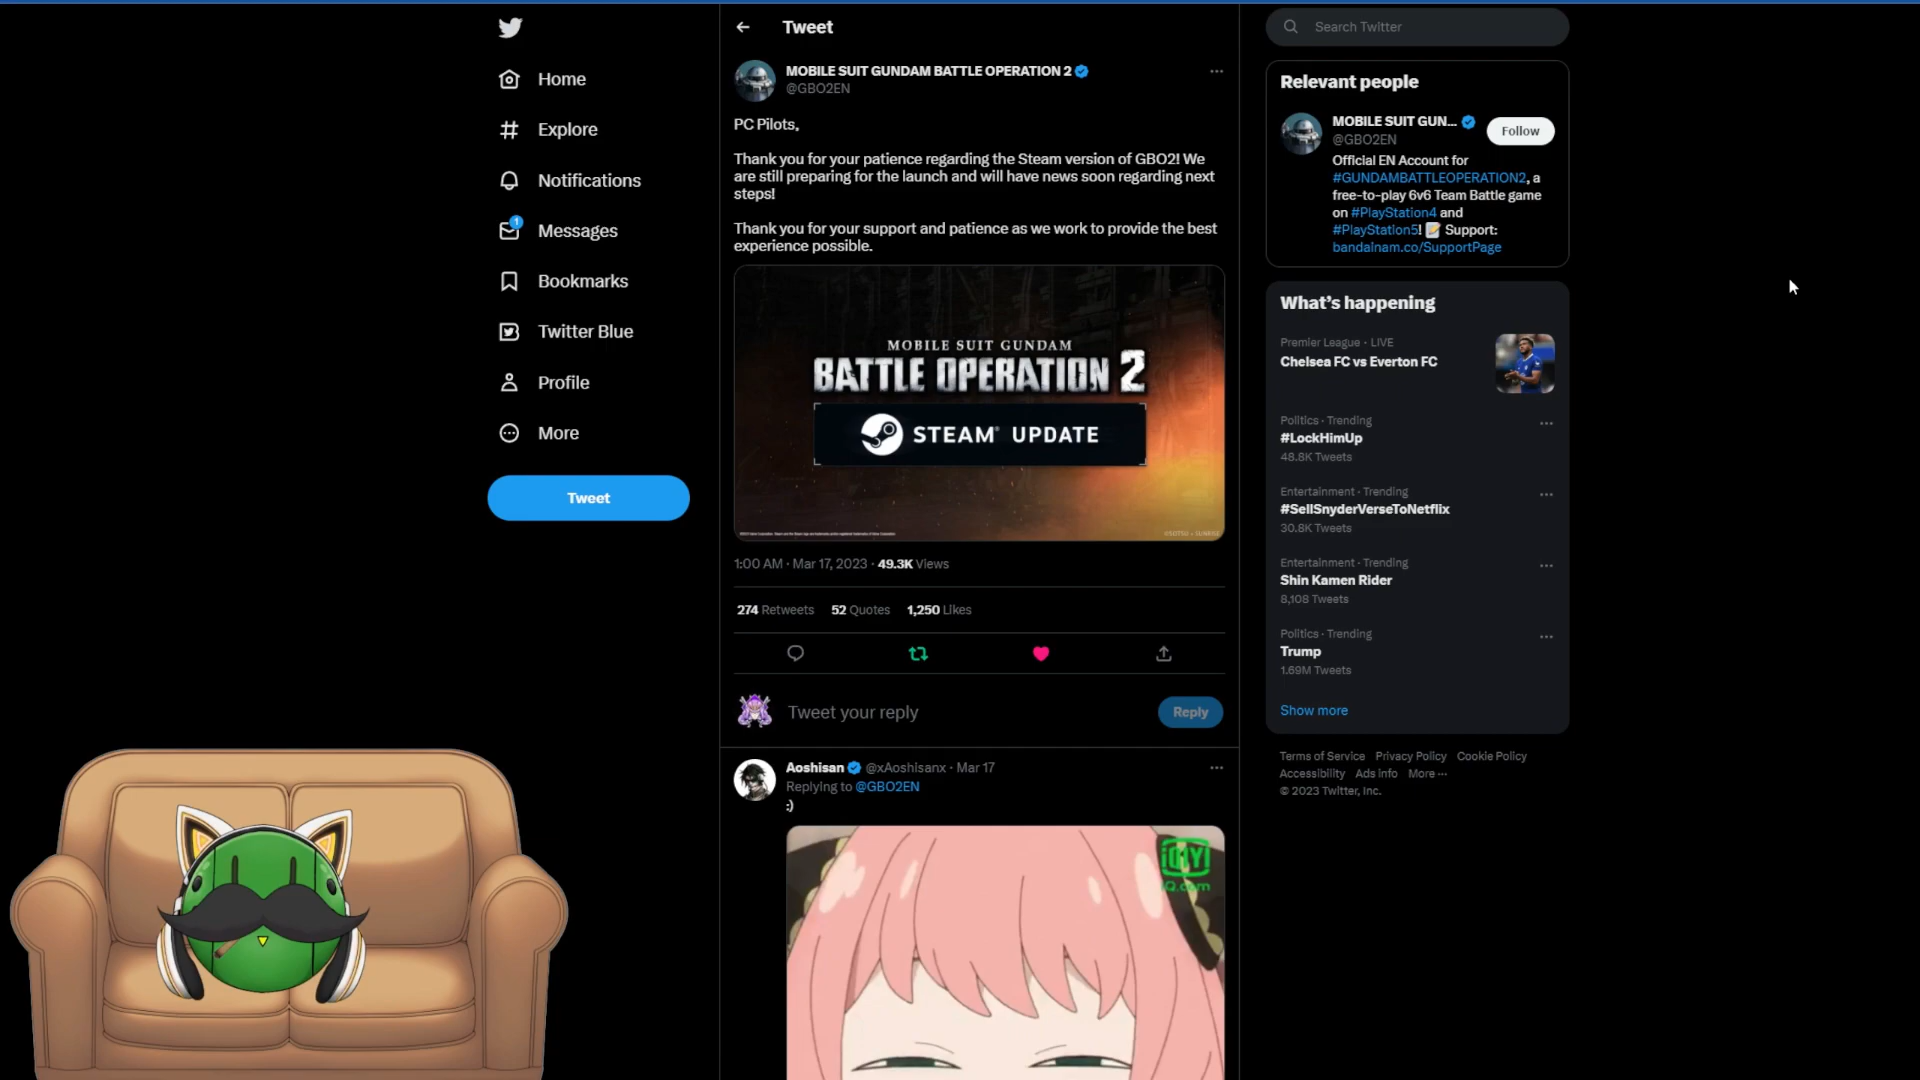 Home
Explore
Notifications
1
Messages
Bookmarks
Twitter Blue
Profile
More
Tweet
Tweet
MOBILE SUIT GUNDAM BATTLE OPERATION 2
@GBO2EN
PC Pilots,
Thank you for your patience regarding the Steam version of GBO2! We
are still preparing for the launch and will have news soon regarding next
steps!
Thank you for your support and patience as we work to provide the best
experience possible.
MOBILE SUIT GUNDAM
BATTLE OPERATION 2
STEAM® UPDATE
©SOTSU • SUNRISE
1:00 AM · Mar 17, 2023 · 49.3K Views
274 Retweets 52 Quotes 1,250 Likes
Tweet your reply
Reply
Aoshisan @xAoshisanx · Mar 17
Replying to @GBO2EN
:)
iQIYI
iQ.com
Search Twitter
Relevant people
MOBILE SUIT GUN...
@GBO2EN
Follow
Official EN Account for
#GUNDAMBATTLEOPERATION2, a
free-to-play 6v6 Team Battle game
on #PlayStation4 and
#PlayStation5! 📝 Support:
bandainam.co/SupportPage
What's happening
Premier League · LIVE
Chelsea FC vs Everton FC
Politics · Trending
#LockHimUp
48.8K Tweets
Entertainment · Trending
#SellSnyderVerseToNetflix
30.8K Tweets
Entertainment · Trending
Shin Kamen Rider
8,108 Tweets
Politics · Trending
Trump
1.69M Tweets
Show more
Terms of Service Privacy Policy Cookie Policy
Accessibility Ads info More ···
© 2023 Twitter, Inc.